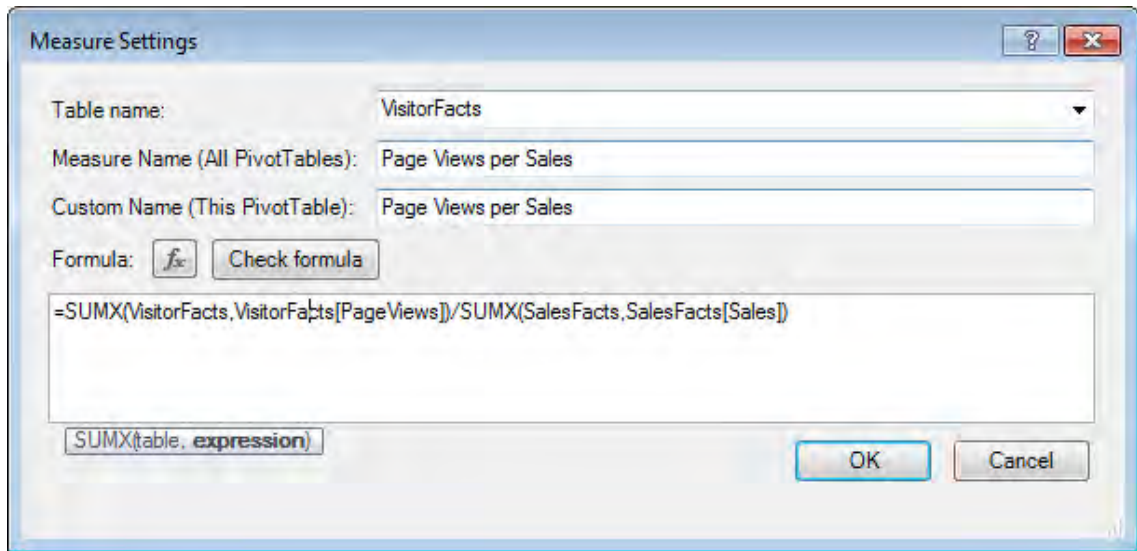 Measure Settings
?
Table name: VisitorFacts
Measure Name (All PivotTables): Page Views per Sales
Custom Name (This PivotTable): Page Views per Sales
Formula: fx Check formula
=SUMX(VisitorFacts,VisitorFacts[PageViews])/SUMX(SalesFacts,SalesFacts[Sales])
SUMX(table, expression)
OK Cancel